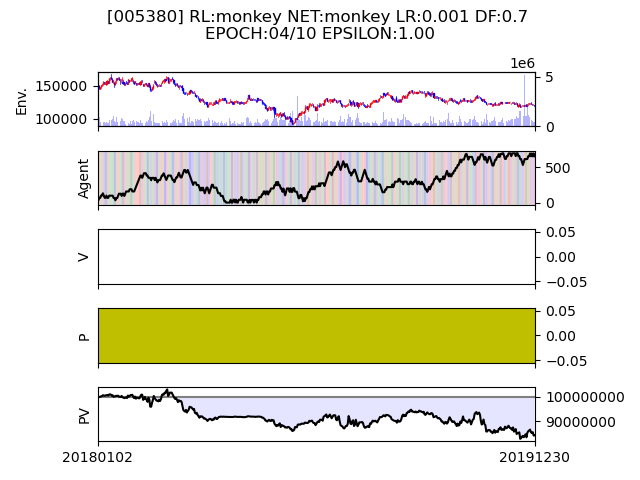 [005380] RL:monkey NET:monkey LR:0.001 DF:0.7
EPOCH:04/10 EPSILON:1.00
1e6
Env.
150000
100000
5
0
Agent
500
0
V
0.05
0.00
−0.05
P
0.05
0.00
−0.05
PV
100000000
90000000
20180102
20191230